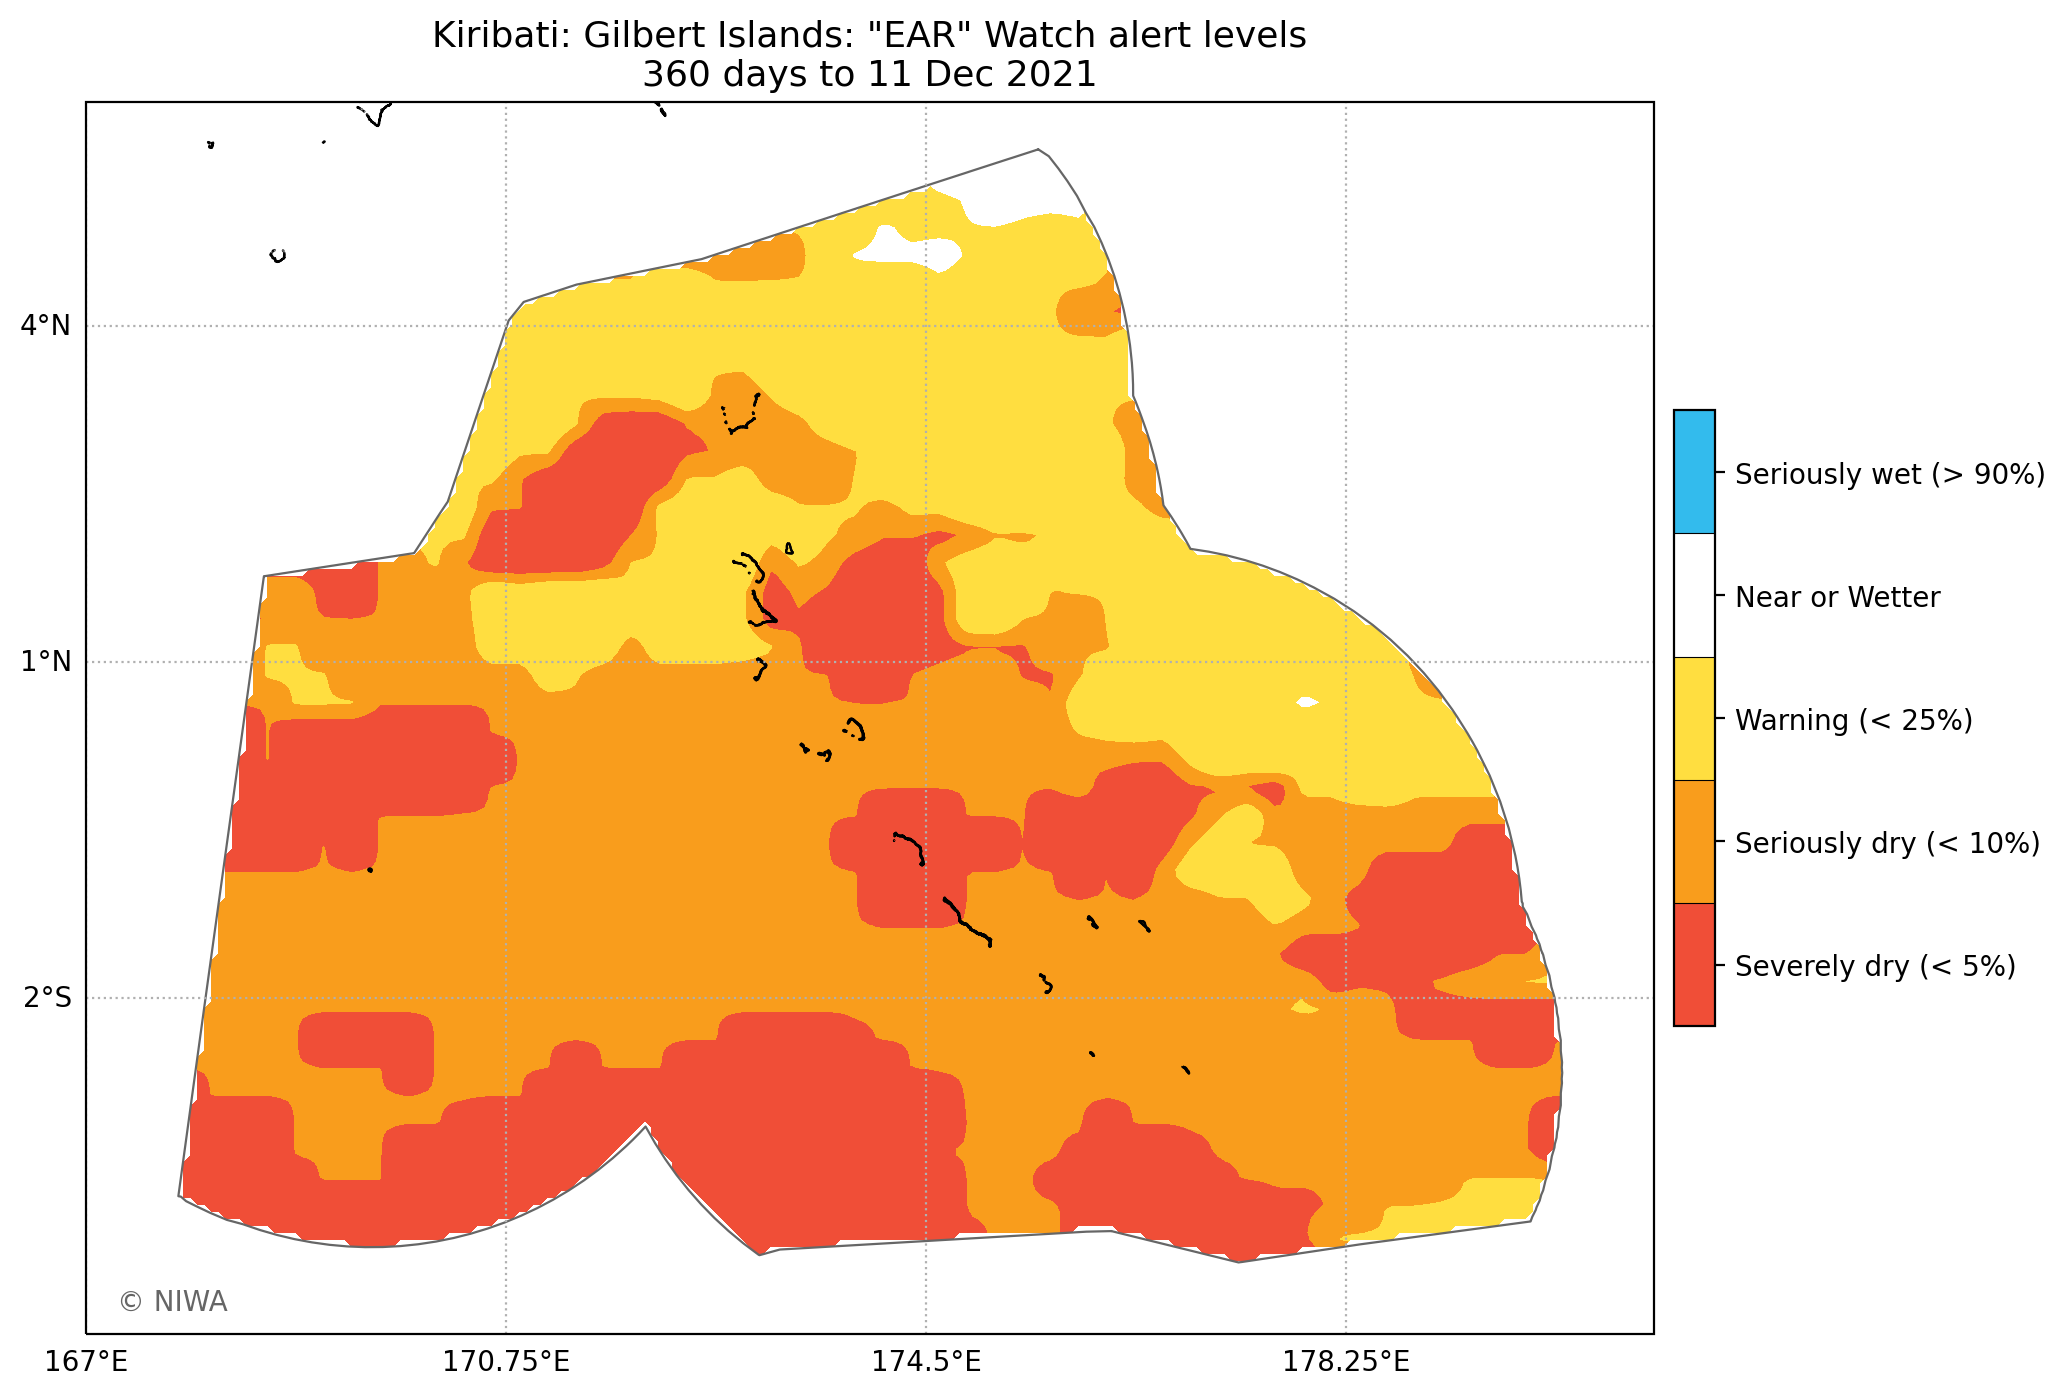 Kiribati: Gilbert Islands: "EAR" Watch alert levels
360 days to 11 Dec 2021
4°N
1°N
2°S
167°E
170.75°E
174.5°E
178.25°E
Seriously wet (> 90%)
Near or Wetter
Warning (< 25%)
Seriously dry (< 10%)
Severely dry (< 5%)
© NIWA